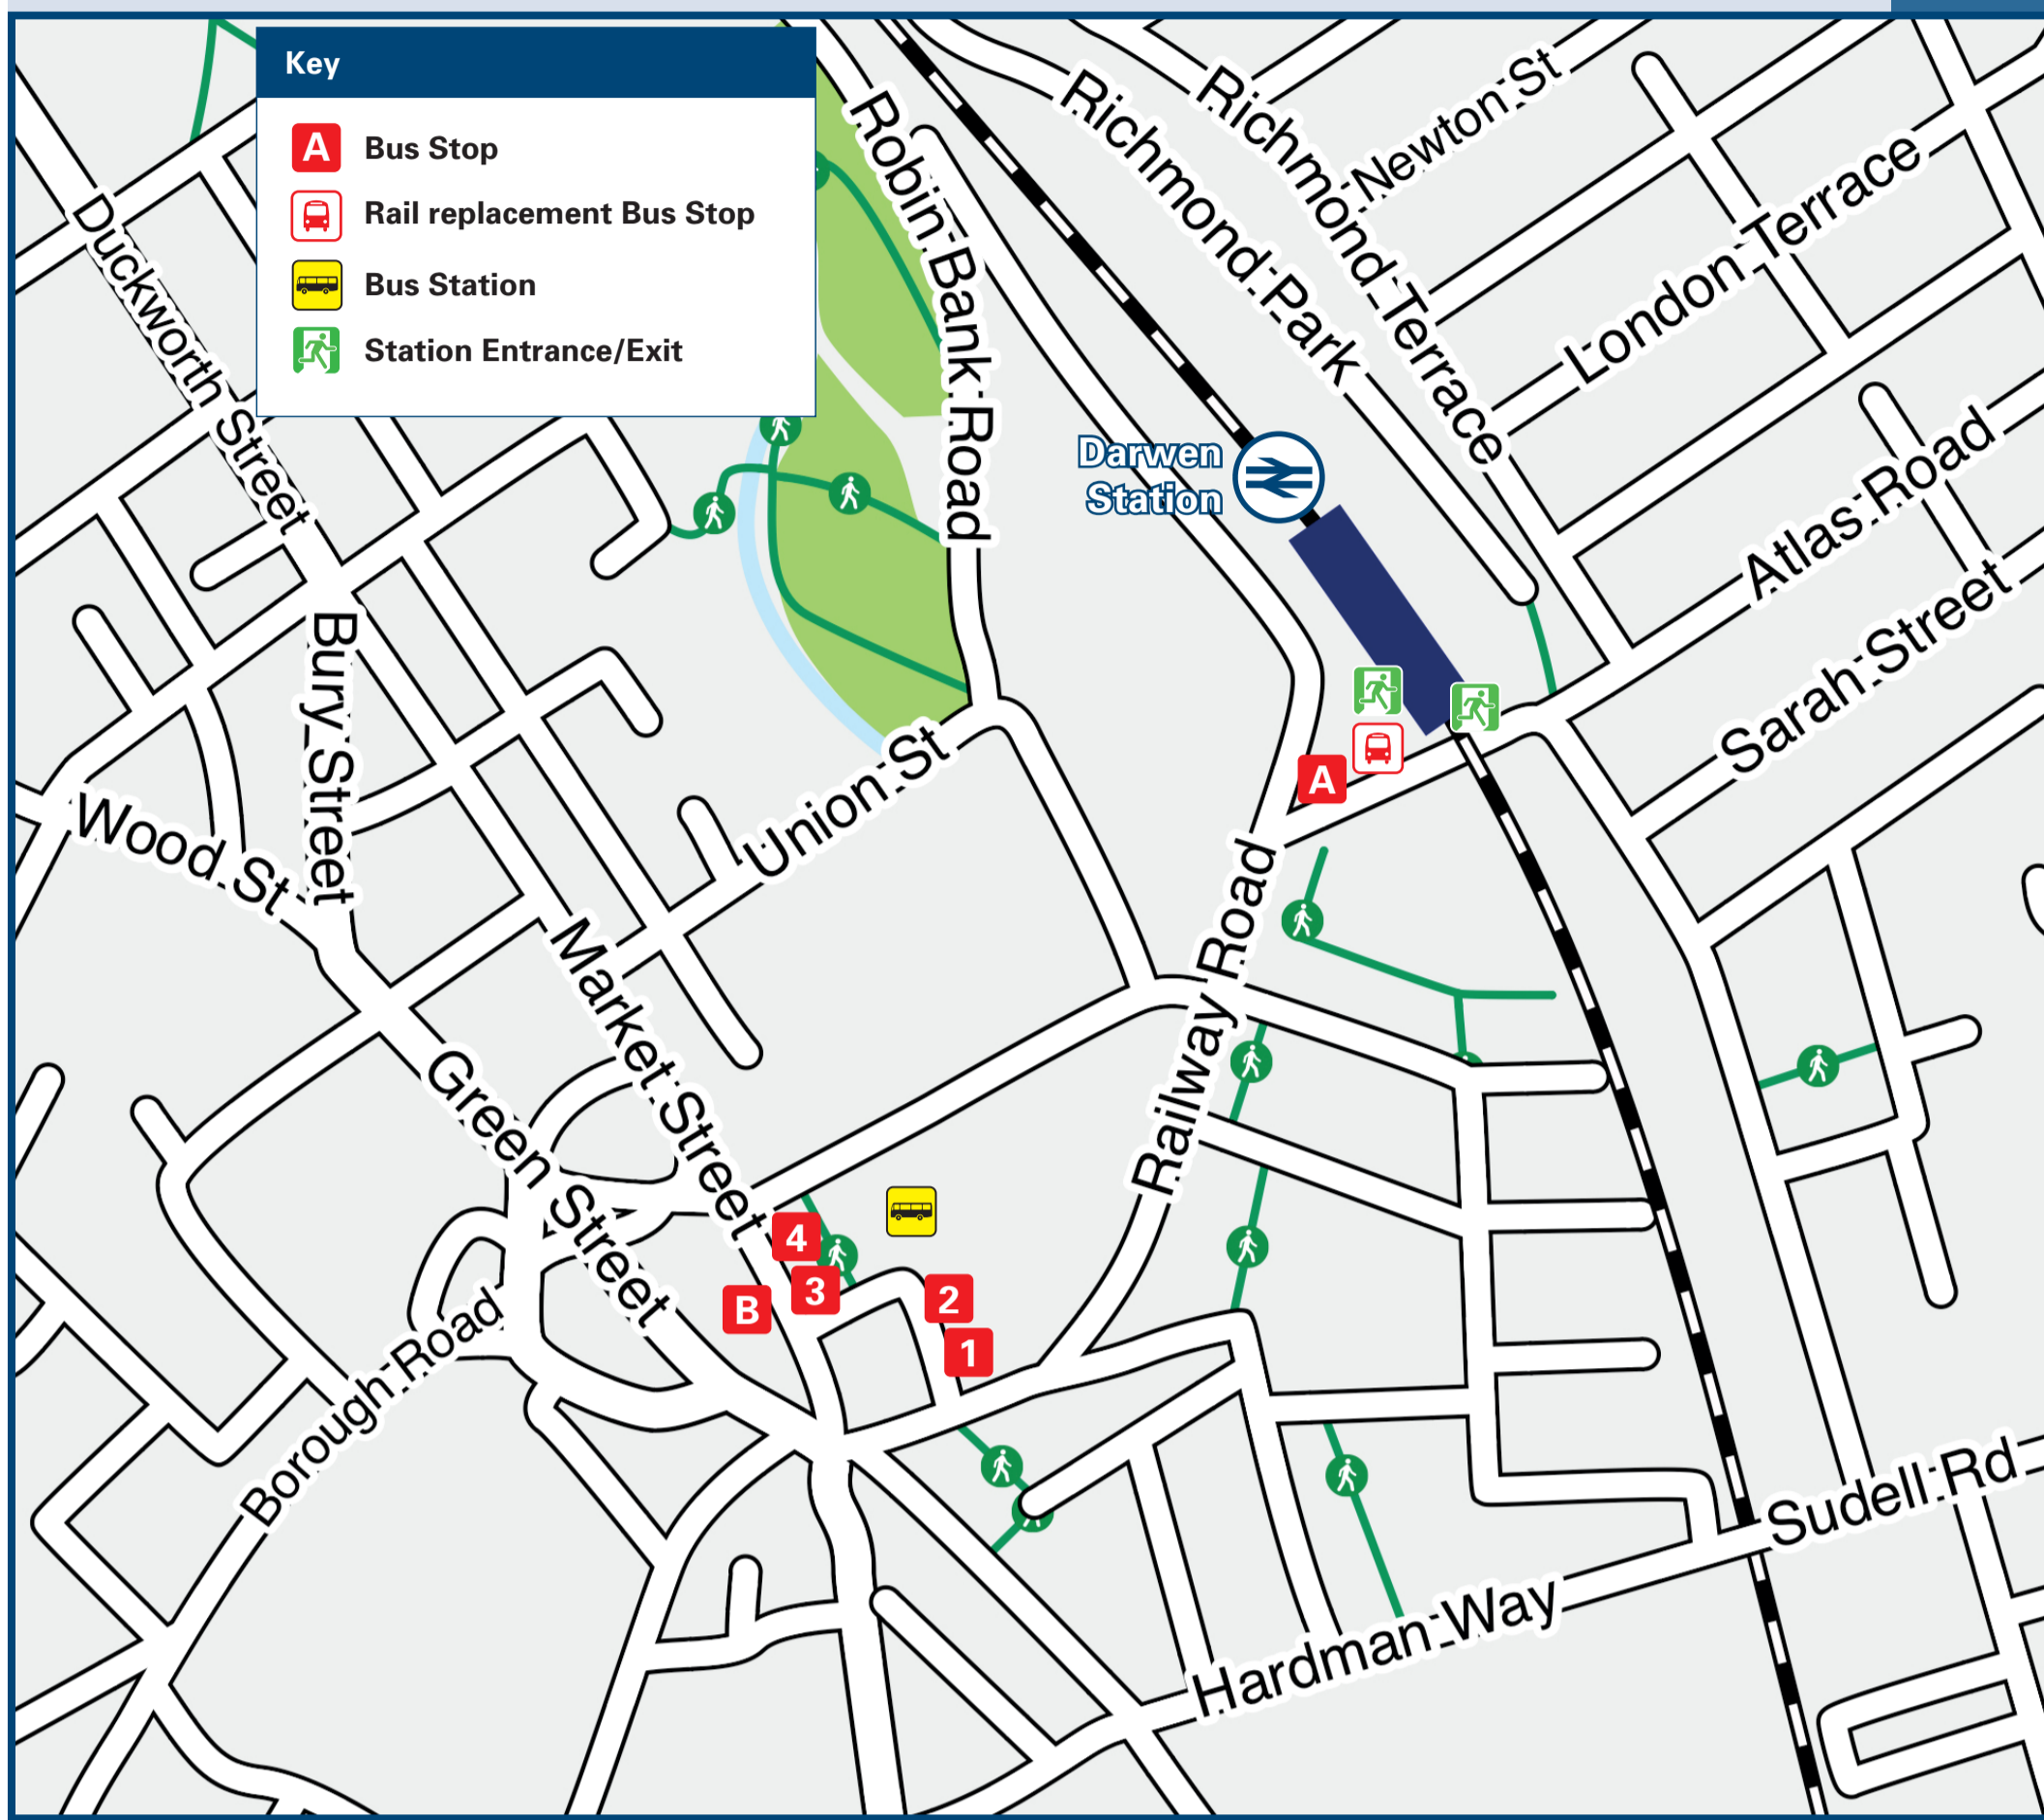 Key
A Bus Stop
Rail replacement Bus Stop
Bus Station
Station Entrance/Exit
Robin Bank Road
Richmond Park
Richmond Terrace
Newton St
London Terrace
Duckworth Street
Darwen
Station
Atlas Road
Sarah Street
Bury Street
Union St
A
Wood St
Railway Road
Market Street
Green Street
4
3
B
2
1
Borough Road
Sudell Rd
Hardman Way